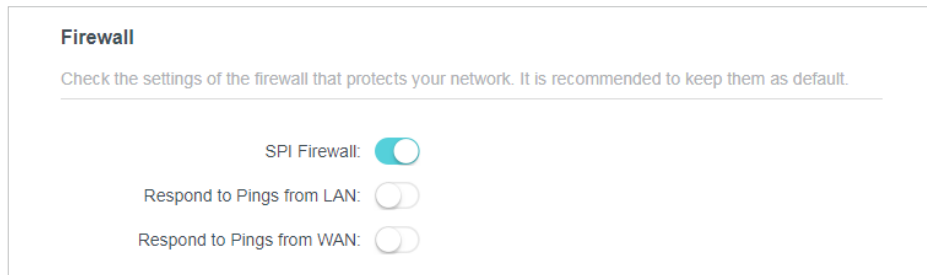 Firewall
Check the settings of the firewall that protects your network. It is recommended to keep them as default.
SPI Firewall:
Respond to Pings from LAN:
Respond to Pings from WAN: